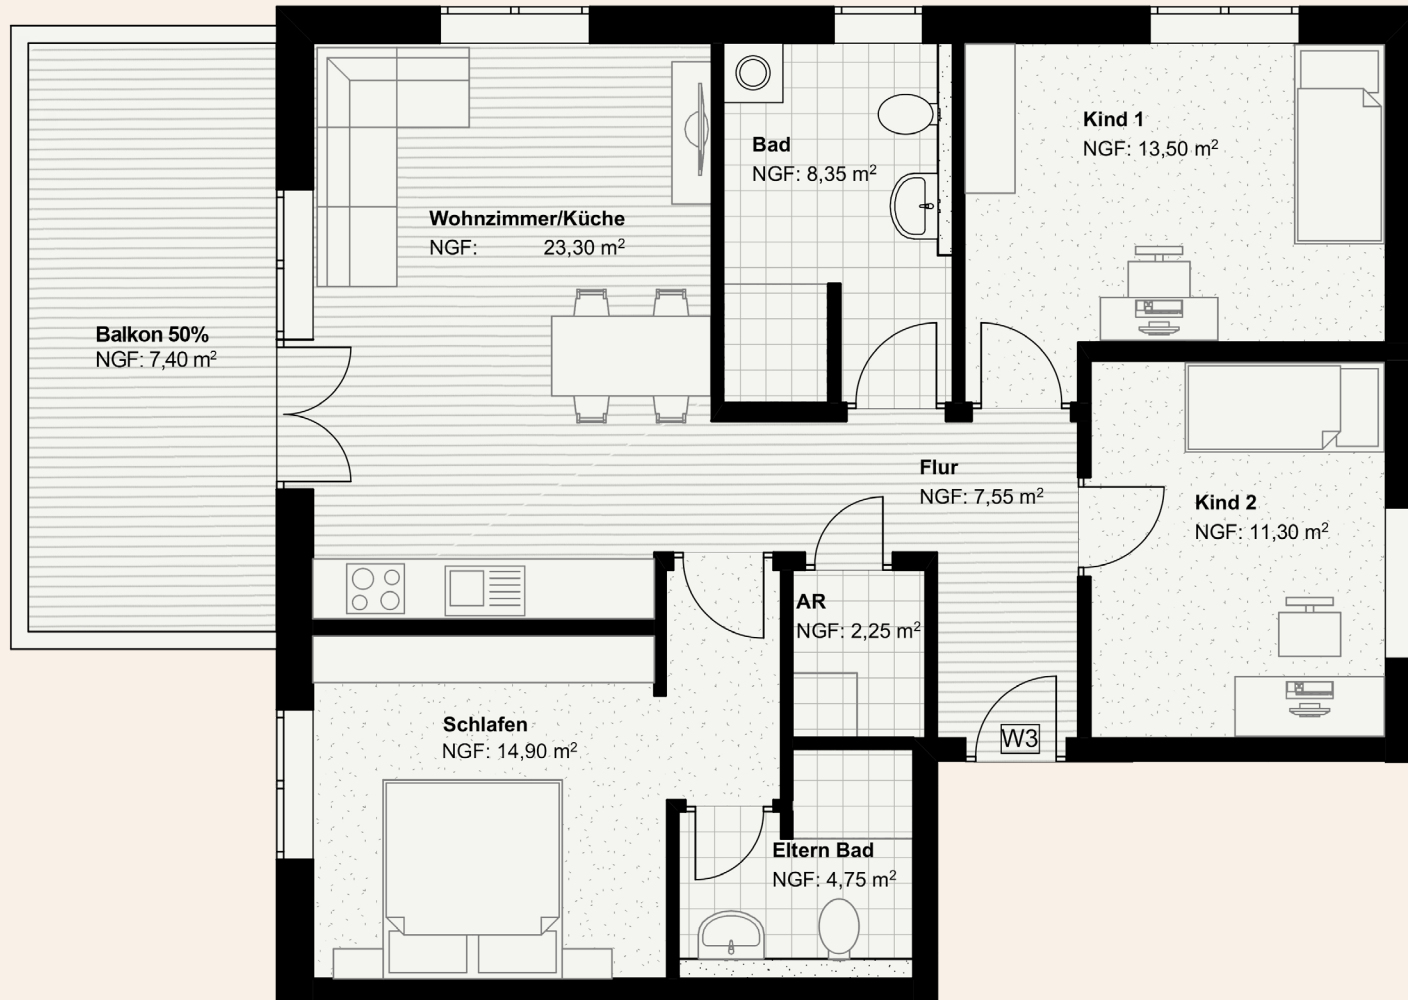 Kind 1
NGF: 13,50 m²
Bad
NGF: 8,35 m²
Wohnzimmer/Küche
NGF: 23,30 m²
Balkon 50%
NGF: 7,40 m²
Flur
NGF: 7,55 m²
Kind 2
NGF: 11,30 m²
AR
NGF: 2,25 m²
Schlafen
NGF: 14,90 m²
W3
Eltern Bad
NGF: 4,75 m²